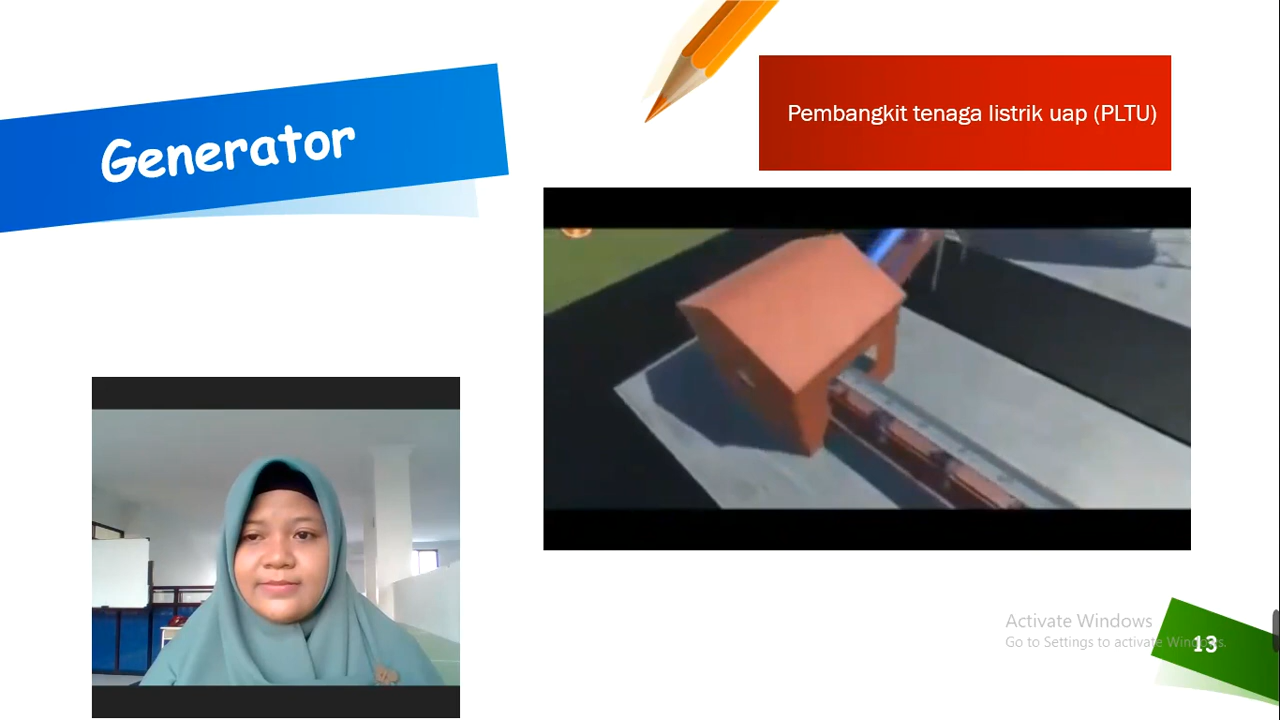 Generator
Pembangkit tenaga listrik uap (PLTU)
Activate Windows
Go to Settings to activate Windows.
13